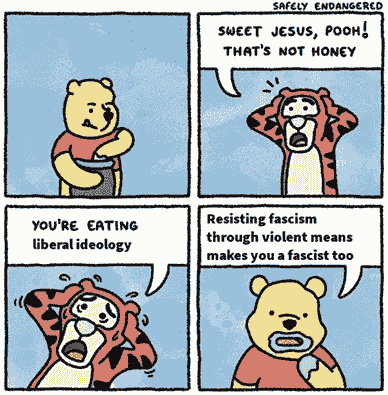 SAFELY ENDANGERED
SWEET JESUS, POOH!
THAT'S NOT HONEY
YOU'RE EATING
liberal ideology
Resisting fascism
through violent means
makes you a fascist too